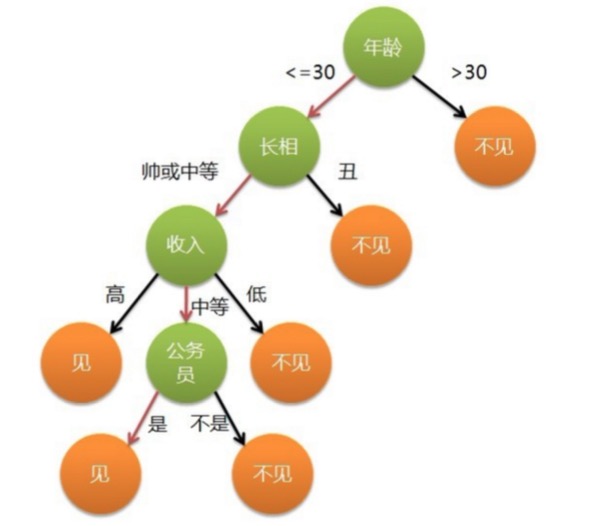 年龄
<=30
>30
长相
不见
帅或中等
丑
收入
不见
高
中等
低
见
公务
员
不见
是
不是
见
不见